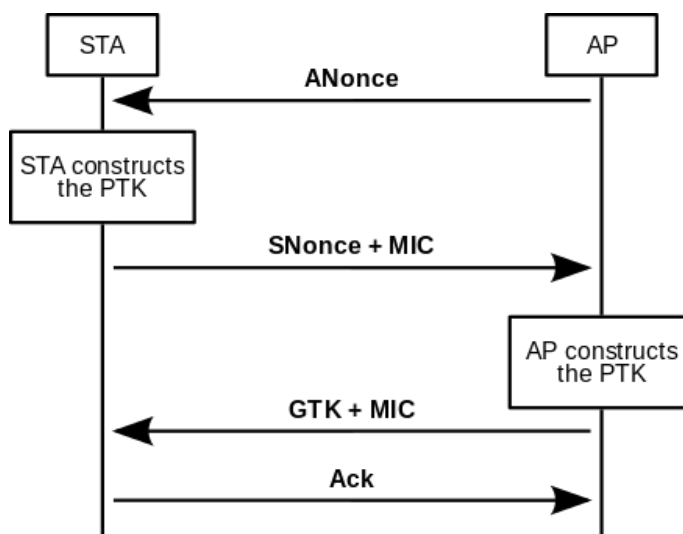 STA
AP
ANonce
STA constructs
the PTK
SNonce + MIC
AP constructs
the PTK
GTK + MIC
Ack